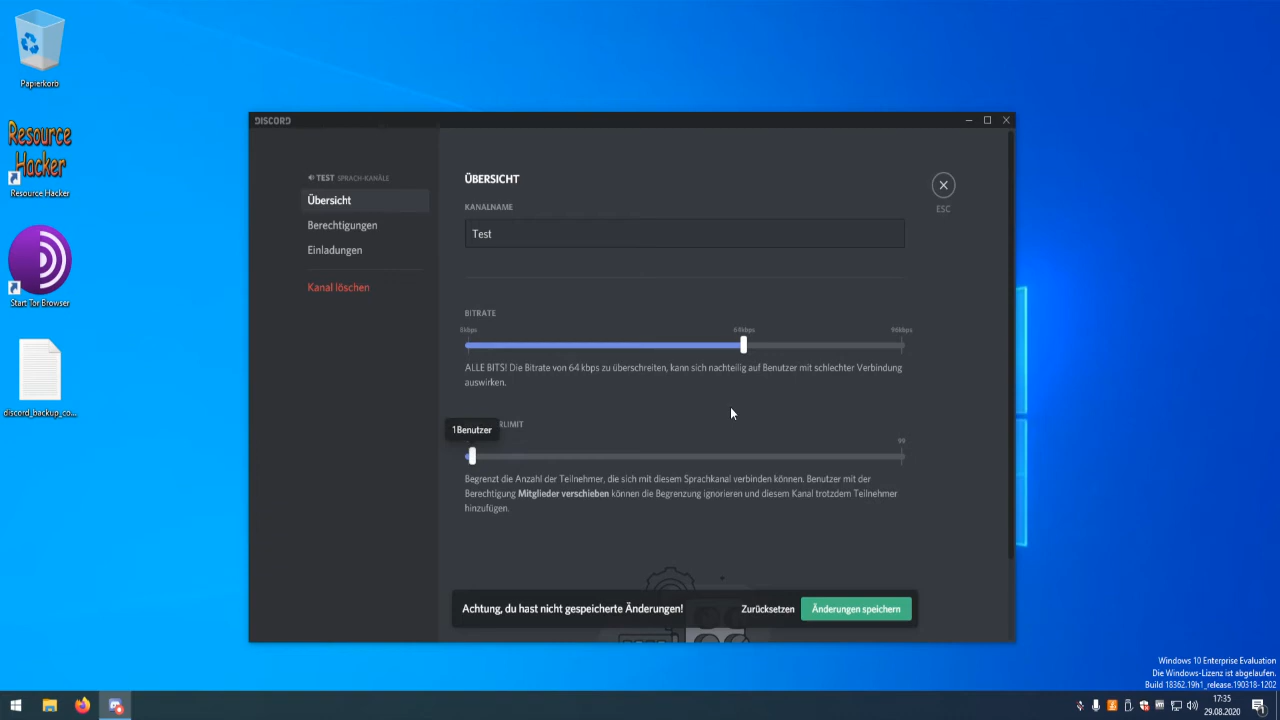 Papierkorb
Resource
Hacker
Resource Hacker
Start Tor Browser
discord_backup_co...
DISCORD
TEST SPRACH-KANÄLE
Übersicht
Berechtigungen
Einladungen
Kanal löschen
ÜBERSICHT
KANALNAME
Test
ESC
BITRATE
8kbps
64kbps
96kbps
ALLE BITS! Die Bitrate von 64 kbps zu überschreiten, kann sich nachteilig auf Benutzer mit schlechter Verbindung
auswirken.
RLIMIT
1Benutzer
99
Begrenzt die Anzahl der Teilnehmer, die sich mit diesem Sprachkanal verbinden können. Benutzer mit der
Berechtigung Mitglieder verschieben können die Begrenzung ignorieren und diesem Kanal trotzdem Teilnehmer
hinzufügen.
Achtung, du hast nicht gespeicherte Änderungen!
Zurücksetzen
Änderungen speichern
Windows 10 Enterprise Evaluation
Die Windows-Lizenz ist abgelaufen.
Build 18362.19h1_release.190318-1202
17:35
29.08.2020